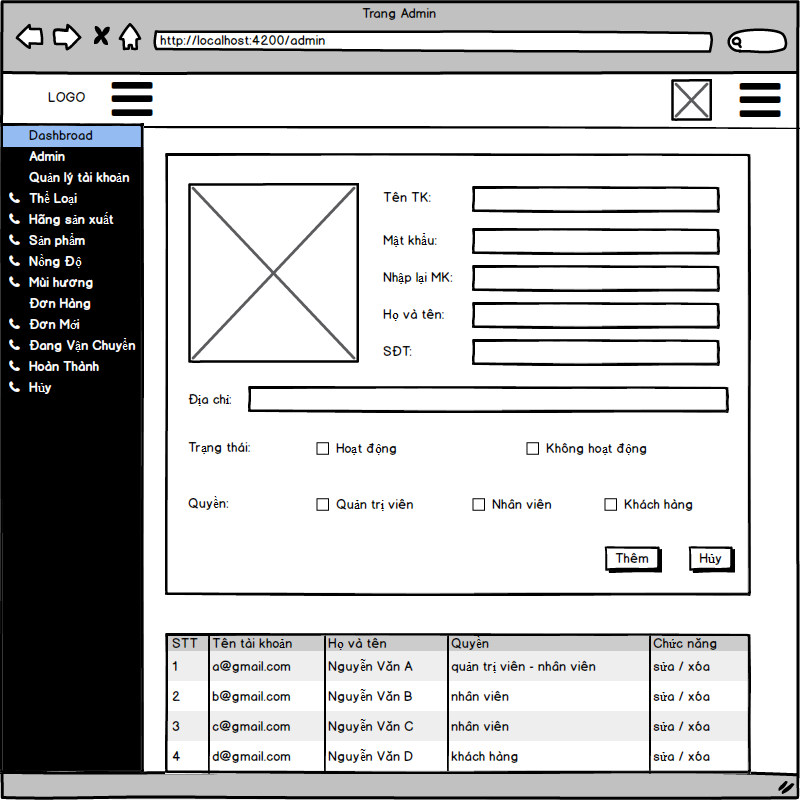 Trang Admin
http://localhost:4200/admin
LOGO
Dashbroad
Admin
Quản lý tài khoản
Thể Loại
Hãng sản xuất
Sản phẩm
Nồng Độ
Mùi hương
Đơn Hàng
Đơn Mới
Đang Vận Chuyển
Hoàn Thành
Hủy
Tên TK:
Mật khẩu:
Nhập lại MK:
Họ và tên:
SĐT:
Địa chỉ:
Trạng thái: Hoạt động Không hoạt động
Quyền: Quản trị viên Nhân viên Khách hàng
Thêm Hủy
STT Tên tài khoản Họ và tên Quyền Chức năng
1 a@gmail.com Nguyễn Văn A quản trị viên - nhân viên sửa / xóa
2 b@gmail.com Nguyễn Văn B nhân viên sửa / xóa
3 c@gmail.com Nguyễn Văn C nhân viên sửa / xóa
4 d@gmail.com Nguyễn Văn D khách hàng sửa / xóa